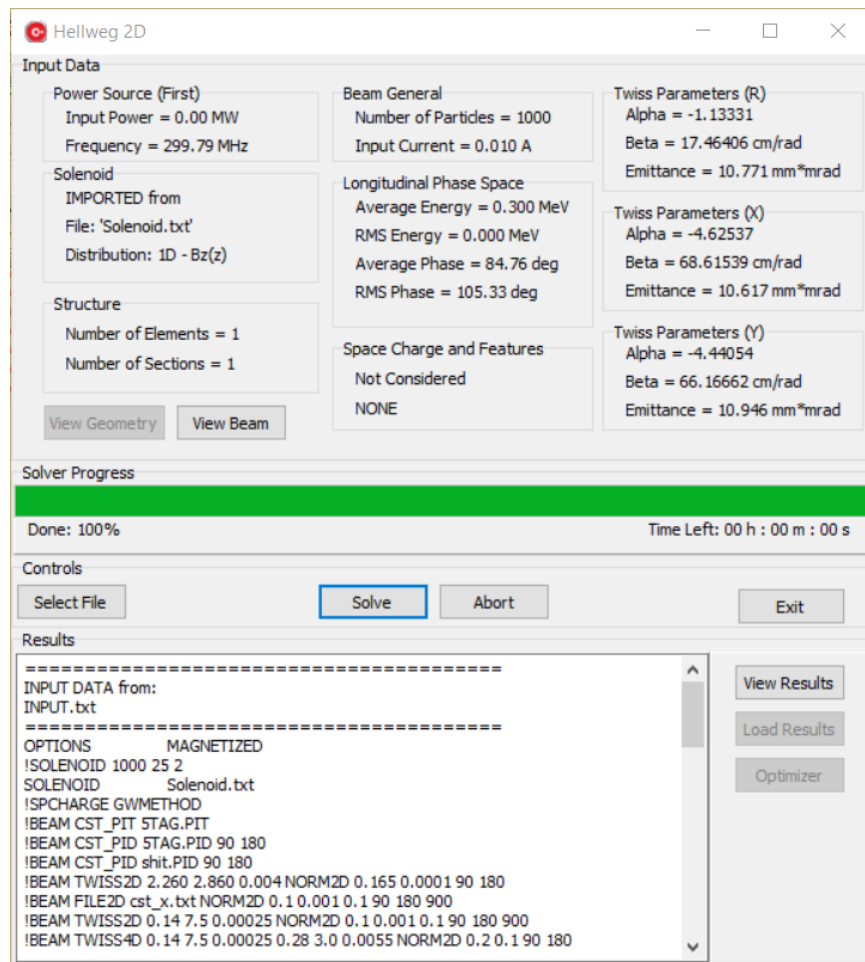 Hellweg 2D
Input Data
Power Source (First)
Input Power = 0.00 MW
Frequency = 299.79 MHz
Solenoid
IMPORTED from
File: 'Solenoid.txt'
Distribution: 1D - Bz(z)
Structure
Number of Elements = 1
Number of Sections = 1
View Geometry
View Beam
Beam General
Number of Particles = 1000
Input Current = 0.010 A
Longitudinal Phase Space
Average Energy = 0.300 MeV
RMS Energy = 0.000 MeV
Average Phase = 84.76 deg
RMS Phase = 105.33 deg
Space Charge and Features
Not Considered
NONE
Twiss Parameters (R)
Alpha = -1.13331
Beta = 17.46406 cm/rad
Emittance = 10.771 mm*mrad
Twiss Parameters (X)
Alpha = -4.62537
Beta = 68.61539 cm/rad
Emittance = 10.617 mm*mrad
Twiss Parameters (Y)
Alpha = -4.44054
Beta = 66.16662 cm/rad
Emittance = 10.946 mm*mrad
Solver Progress
Done: 100%
Time Left: 00 h : 00 m : 00 s
Controls
Select File
Solve
Abort
Exit
Results
========================================
INPUT DATA from:
INPUT.txt
========================================
OPTIONS MAGNETIZED
!SOLENOID 1000 25 2
SOLENOID Solenoid.txt
!SPCHARGE GWMETHOD
!BEAM CST_PIT 5TAG.PIT
!BEAM CST_PID 5TAG.PID 90 180
!BEAM CST_PID shit.PID 90 180
!BEAM TWISS2D 2.260 2.860 0.004 NORM2D 0.165 0.0001 90 180
!BEAM FILE2D cst_x.txt NORM2D 0.1 0.001 0.1 90 180 900
!BEAM TWISS2D 0.14 7.5 0.00025 NORM2D 0.1 0.001 0.1 90 180 900
!BEAM TWISS4D 0.14 7.5 0.00025 0.28 3.0 0.0055 NORM2D 0.2 0.1 90 180
View Results
Load Results
Optimizer